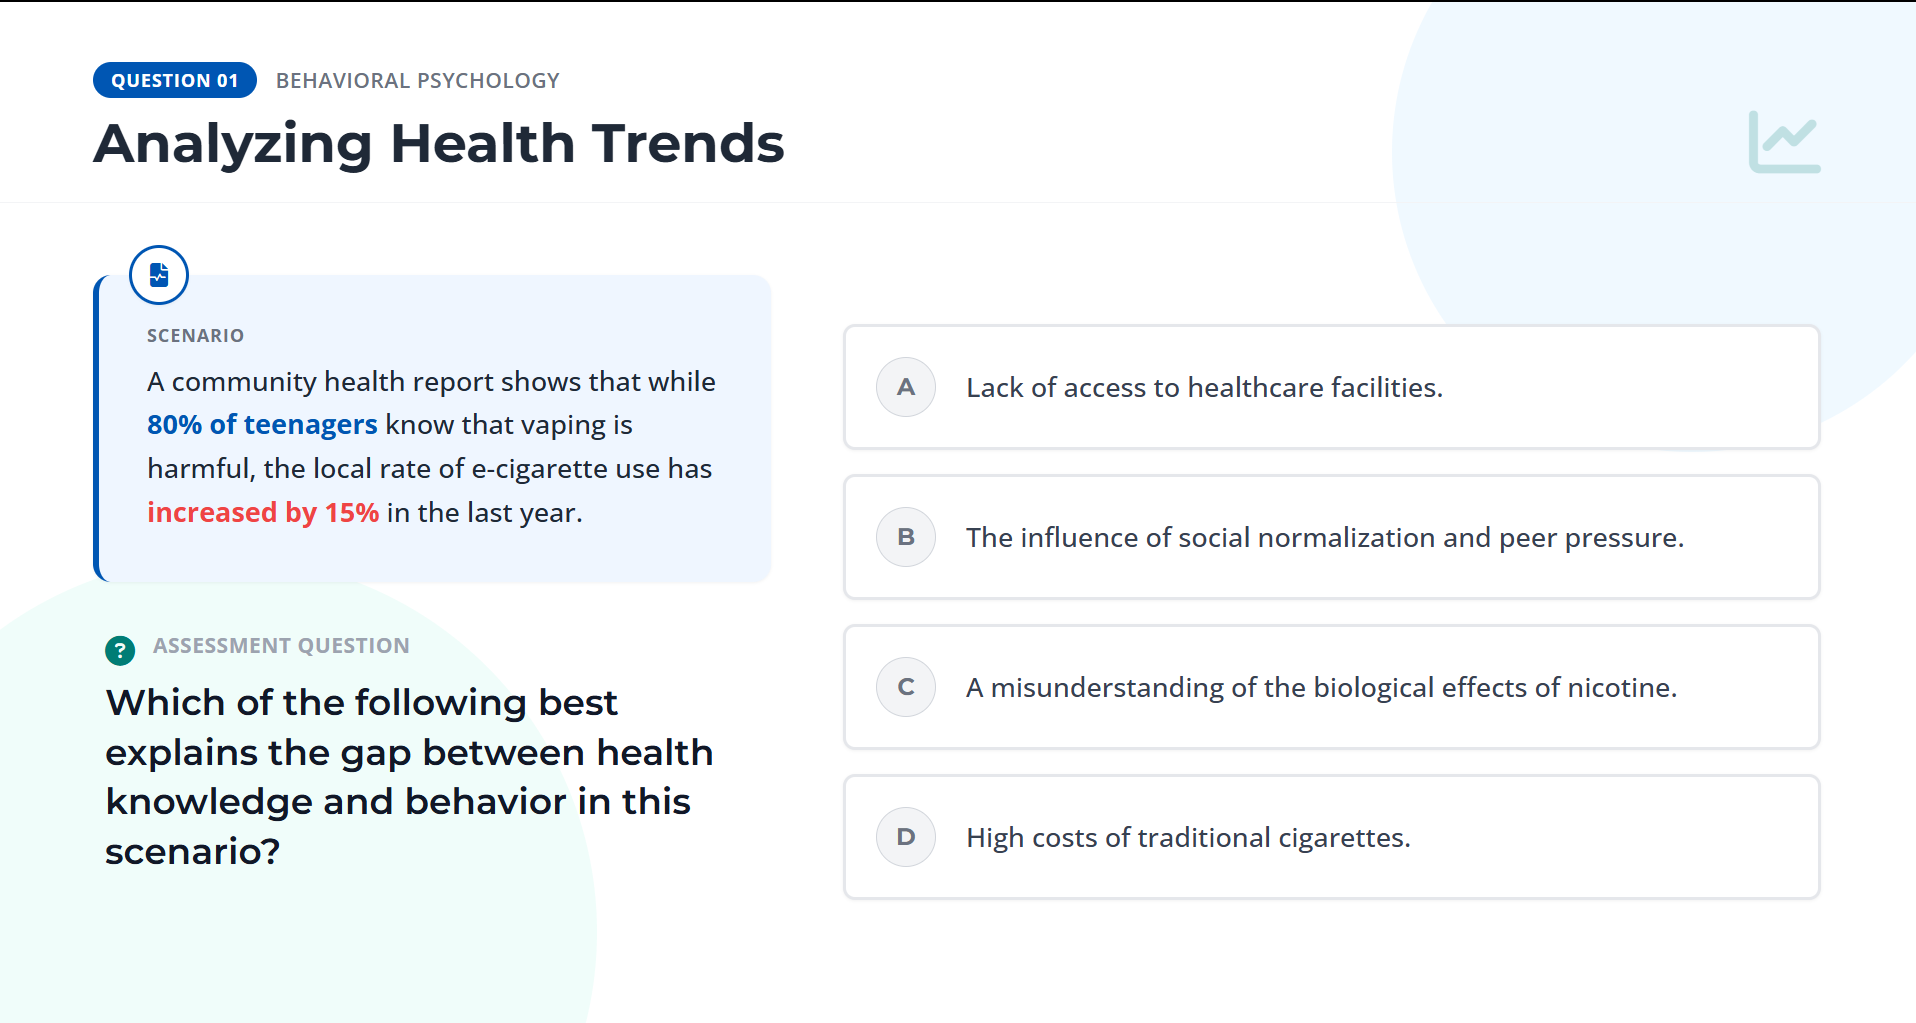 QUESTION 01
BEHAVIORAL PSYCHOLOGY
Analyzing Health Trends
SCENARIO
A community health report shows that while
80% of teenagers know that vaping is
harmful, the local rate of e-cigarette use has
increased by 15% in the last year.
?
ASSESSMENT QUESTION
Which of the following best
explains the gap between health
knowledge and behavior in this
scenario?
A
Lack of access to healthcare facilities.
B
The influence of social normalization and peer pressure.
C
A misunderstanding of the biological effects of nicotine.
D
High costs of traditional cigarettes.